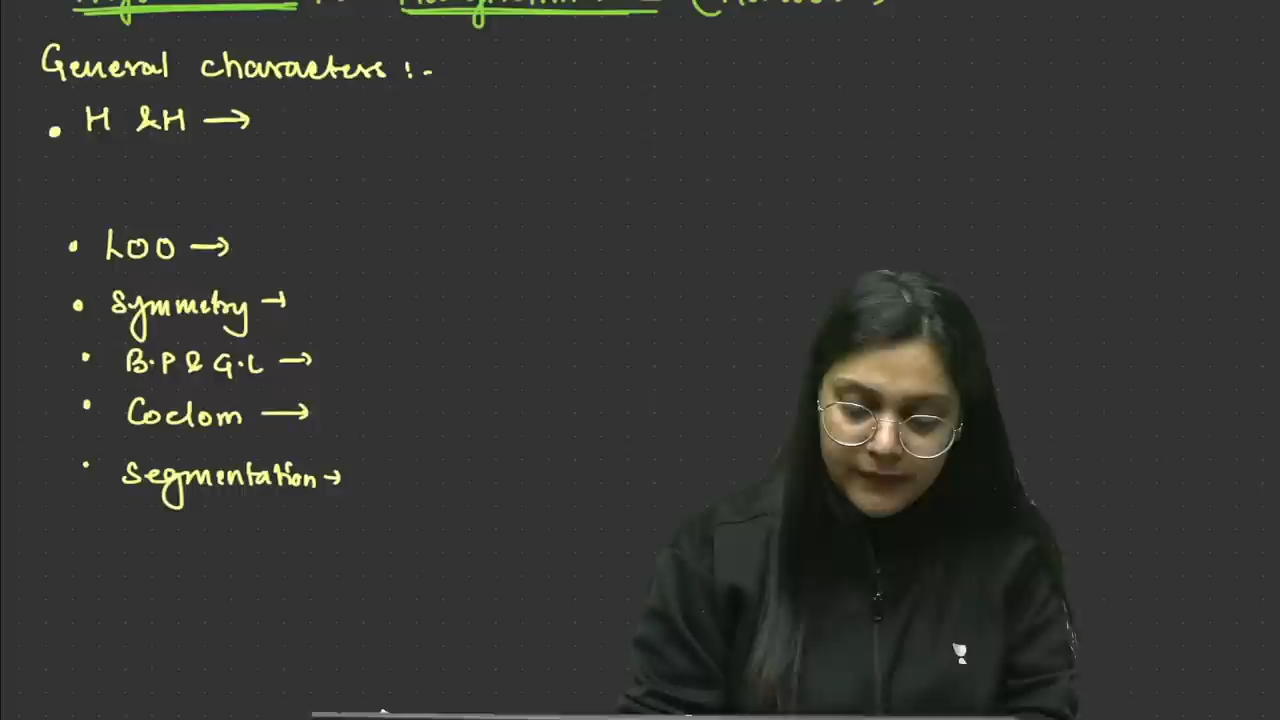 General characters :-
• H & H →
• LOO →
• Symmetry →
• B.P & G.L →
• Coelom →
• Segmentation →